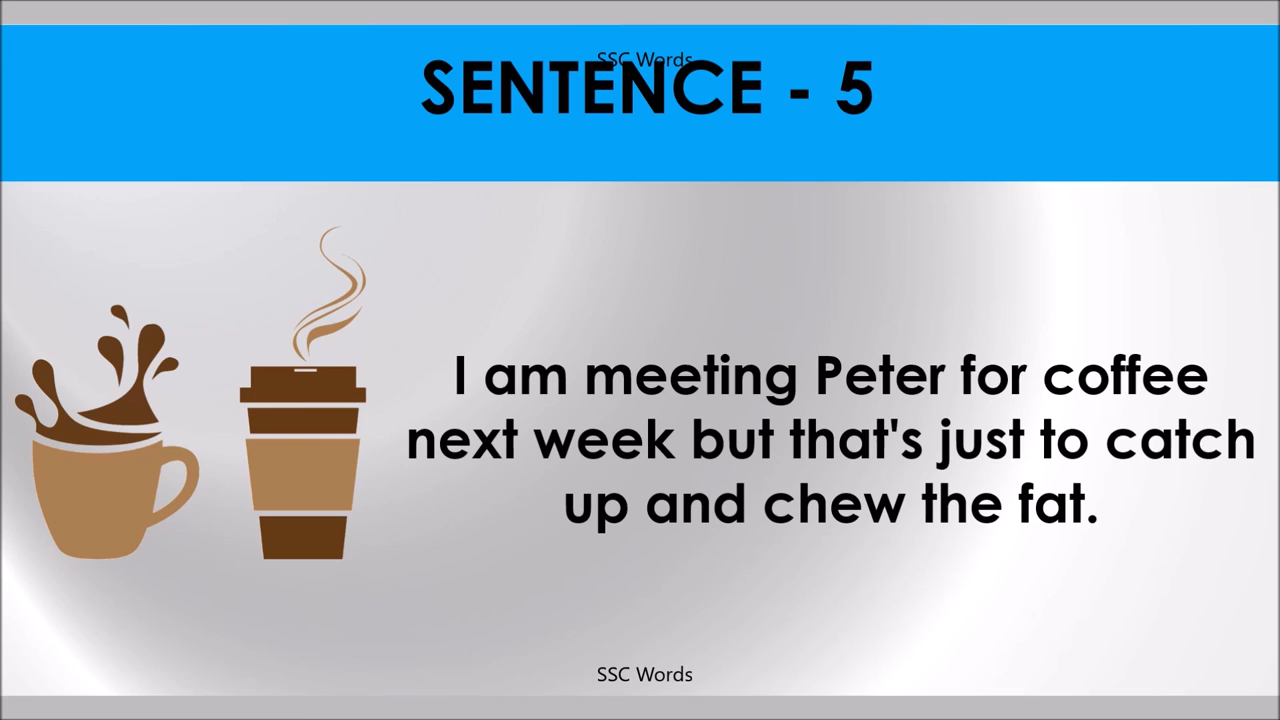 SSC Words
SENTENCE - 5
I am meeting Peter for coffee
next week but that's just to catch
up and chew the fat.
SSC Words